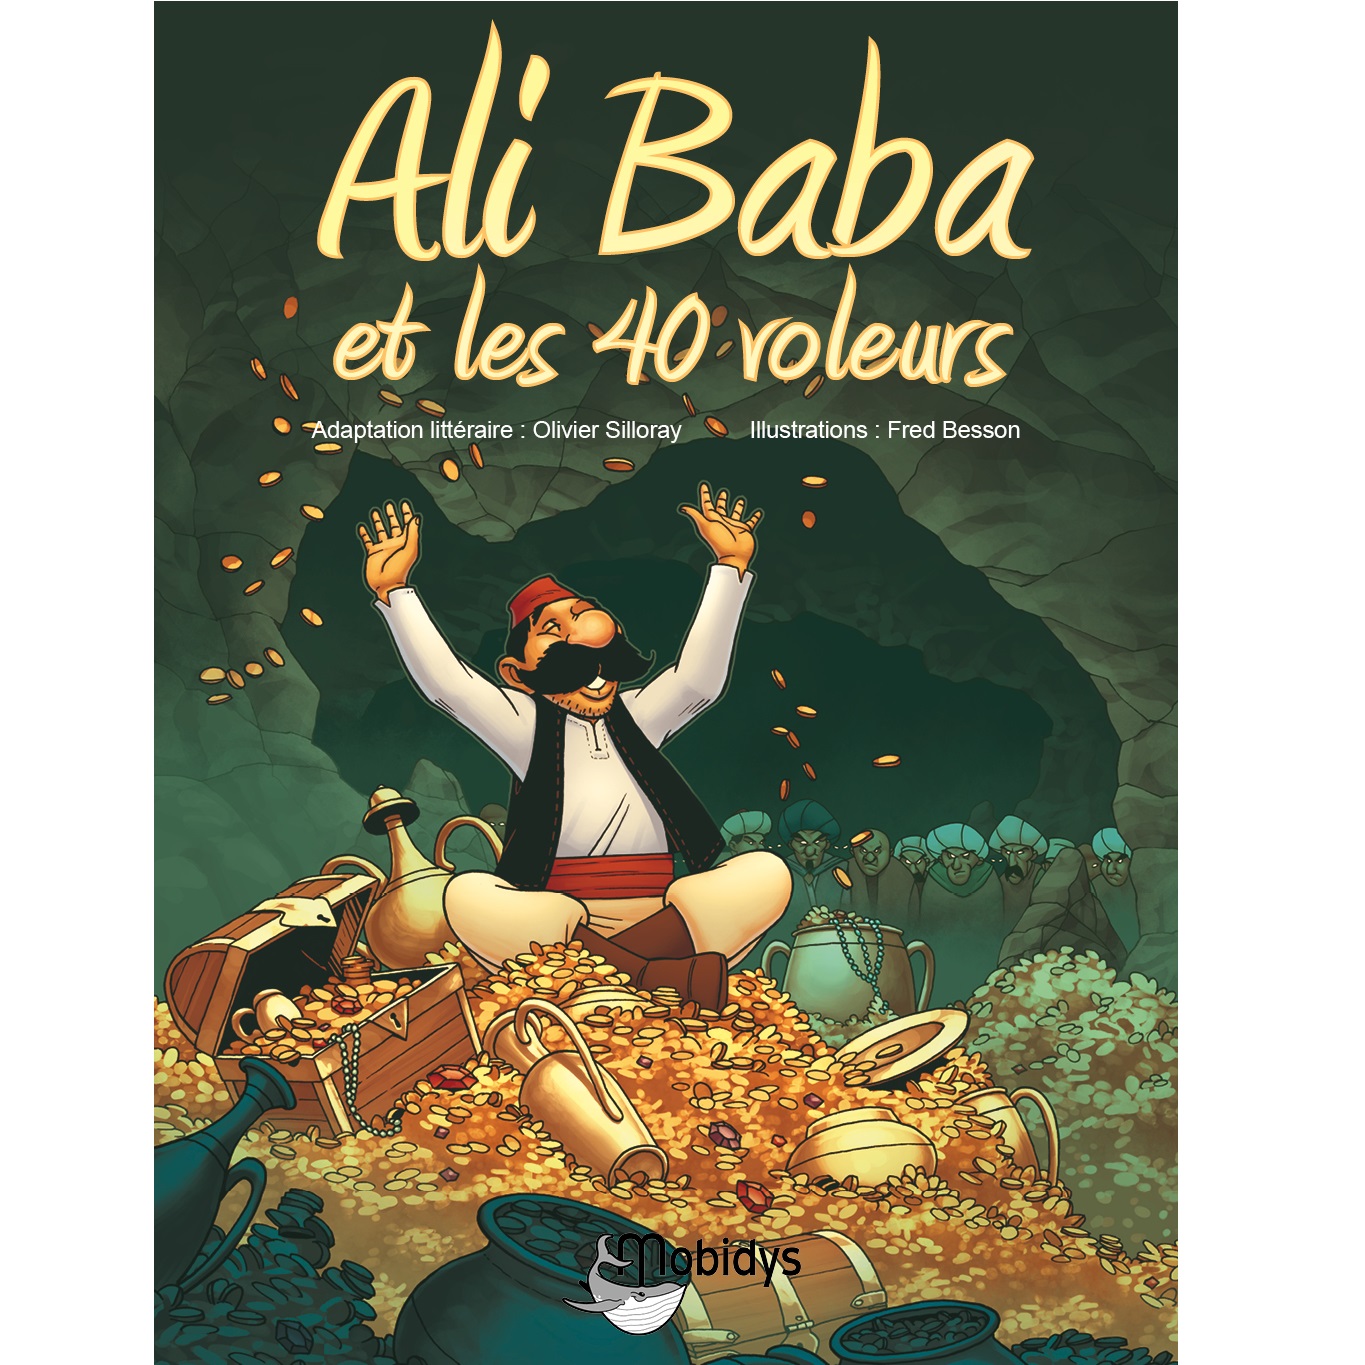 Ali Baba
et les 40 voleurs
Adaptation littéraire : Olivier Silloray Illustrations : Fred Besson
Mobidys